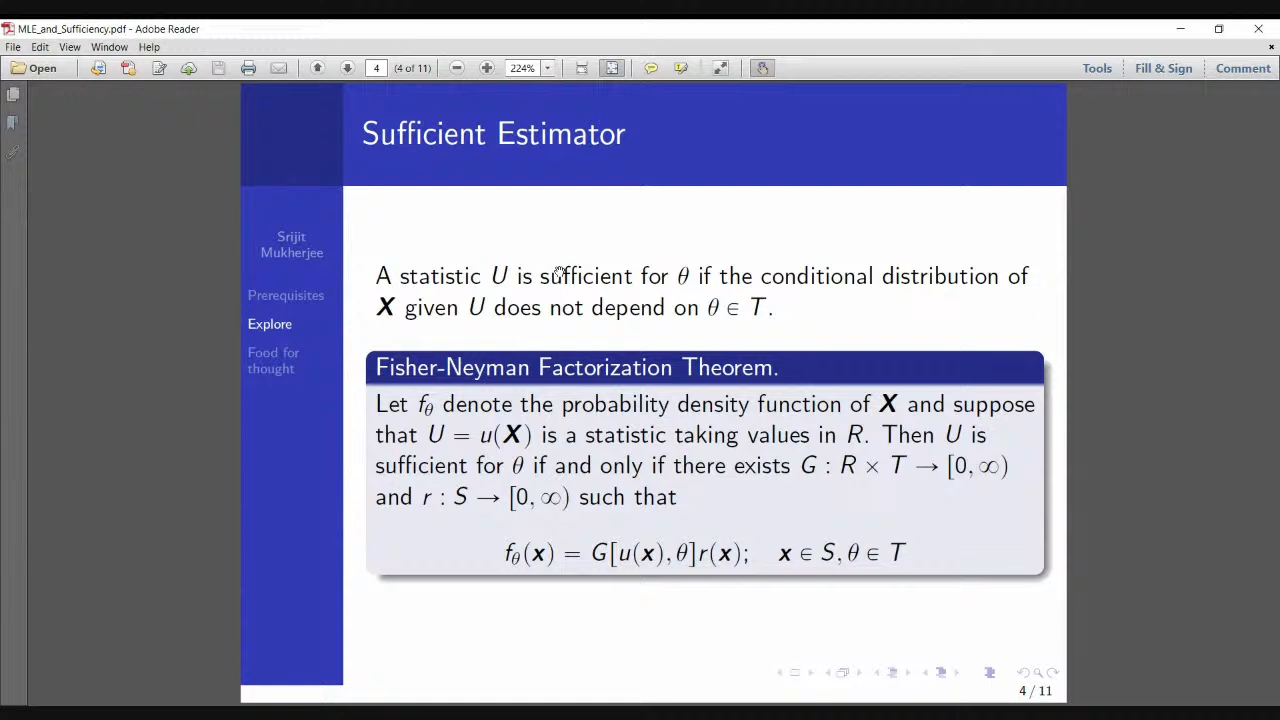 MLE_and_Sufficiency.pdf - Adobe Reader
File Edit View Window Help
Open 4 (4 of 11) 224% Tools Fill & Sign Comment
Sufficient Estimator
Srijit
Mukherjee
Prerequisites
Explore
Food for
thought
A statistic U is sufficient for θ if the conditional distribution of
X given U does not depend on θ ∈ T.
Fisher-Neyman Factorization Theorem.
Let fθ denote the probability density function of X and suppose
that U = u(X) is a statistic taking values in R. Then U is
sufficient for θ if and only if there exists G : R × T → [0, ∞)
and r : S → [0, ∞) such that
fθ(x) = G[u(x), θ]r(x); x ∈ S, θ ∈ T
4 / 11